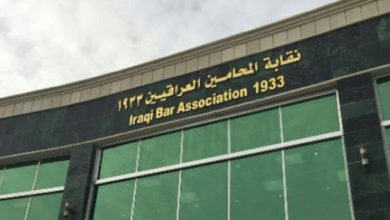 نقابة المحامين العراقيين ١٩٣٣
Iraqi Bar Association 1933